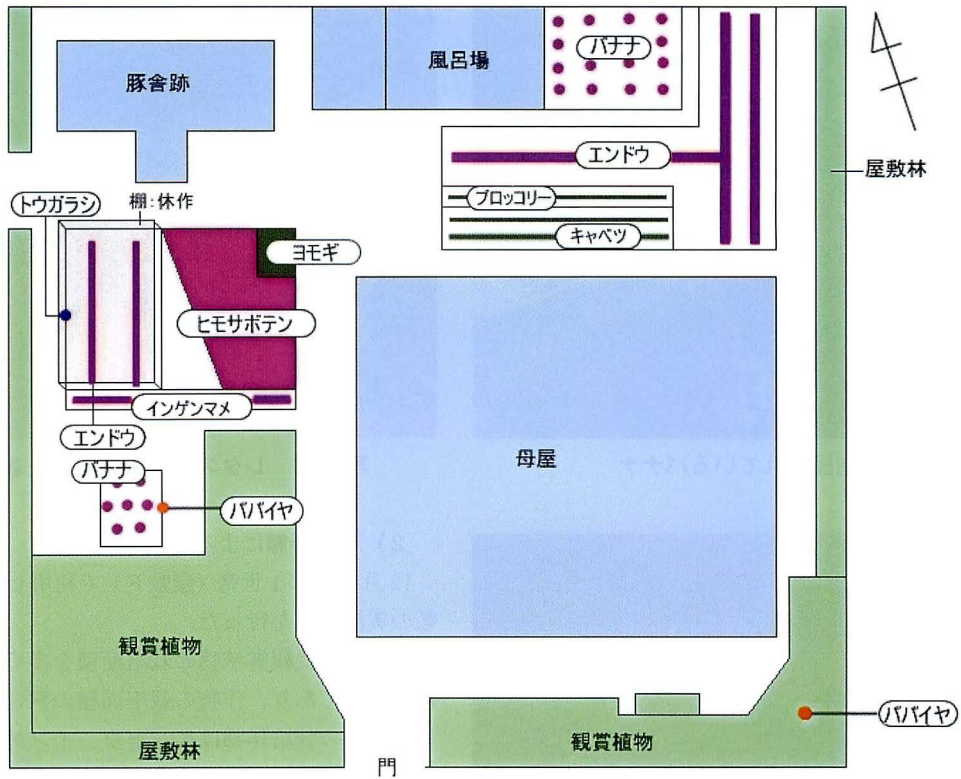 風呂場
バナナ
豚舎跡
エンドウ
屋敷林
ブロッコリー
トウガラシ
棚：休作
キャベツ
ヨモギ
ヒモサボテン
インゲンマメ
エンドウ
母屋
バナナ
パパイヤ
観賞植物
パパイヤ
観賞植物
屋敷林
門